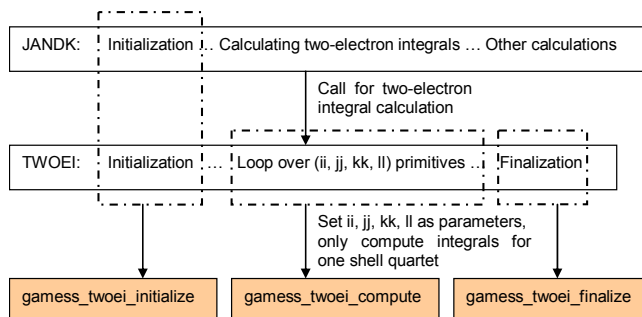 JANDK: Initialization ... Calculating two-electron integrals ... Other calculations
Call for two-electron
integral calculation
TWOEI: Initialization ... Loop over (ii, jj, kk, ll) primitives ... Finalization
Set ii, jj, kk, ll as parameters,
only compute integrals for
one shell quartet
gamess_twoei_initialize gamess_twoei_compute gamess_twoei_finalize